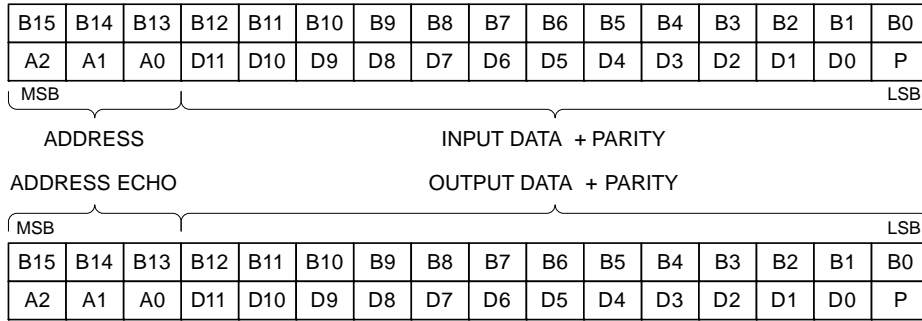 B15 B14 B13 B12 B11 B10 B9 B8 B7 B6 B5 B4 B3 B2 B1 B0
A2 A1 A0 D11 D10 D9 D8 D7 D6 D5 D4 D3 D2 D1 D0 P
MSB LSB
ADDRESS INPUT DATA + PARITY
ADDRESS ECHO OUTPUT DATA + PARITY
MSB LSB
B15 B14 B13 B12 B11 B10 B9 B8 B7 B6 B5 B4 B3 B2 B1 B0
A2 A1 A0 D11 D10 D9 D8 D7 D6 D5 D4 D3 D2 D1 D0 P